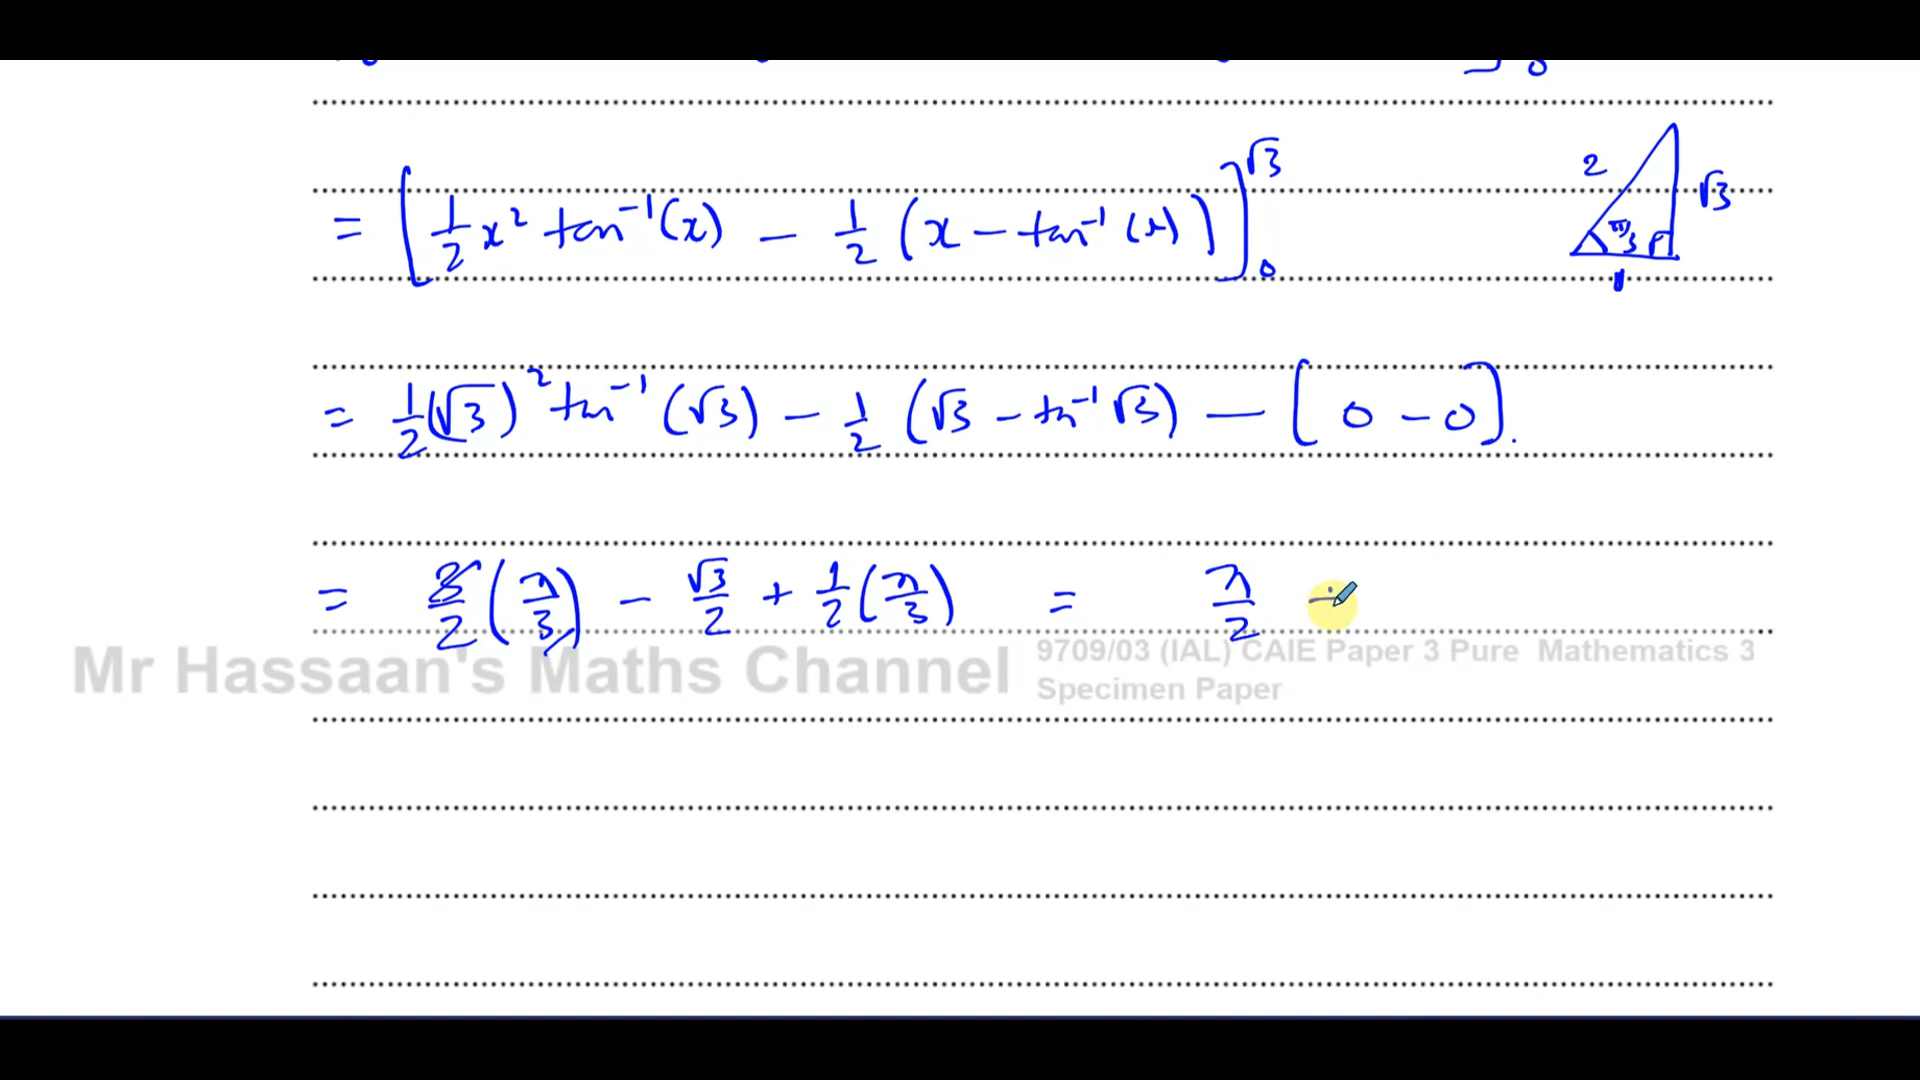 = [ 1/2 x² tan⁻¹(x) – 1/2 (x – tan⁻¹(x)) ]₀^√3
2
√3
π/3
1
= 1/2 (√3)² tan⁻¹(√3) – 1/2 (√3 – tn⁻¹ √3) – [0 – 0].
= 3/2 (π/3) – √3/2 + 1/2 (π/3) = π/2 –
Mr Hassaan's Maths Channel
9709/03 (IAL) CAIE Paper 3 Pure Mathematics 3
Specimen Paper